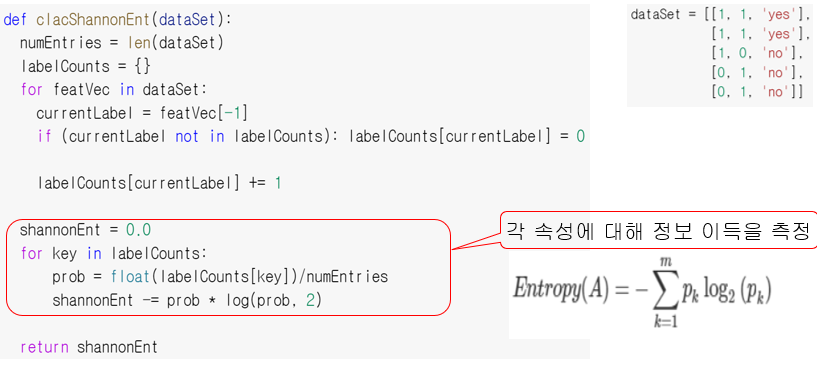 def clacShannonEnt(dataSet):
numEntries = len(dataSet)
labelCounts = {}
for featVec in dataSet:
currentLabel = featVec[-1]
if (currentLabel not in labelCounts): labelCounts[currentLabel] = 0
labelCounts[currentLabel] += 1
shannonEnt = 0.0
for key in labelCounts:
prob = float(labelCounts[key])/numEntries
shannonEnt -= prob * log(prob, 2)
return shannonEnt
dataSet = [[1, 1, 'yes'],
[1, 1, 'yes'],
[1, 0, 'no'],
[0, 1, 'no'],
[0, 1, 'no']]
각 속성에 대해 정보 이득을 측정
Entropy(A) = − ∑_{k=1}^{m} p_k log_2 (p_k)